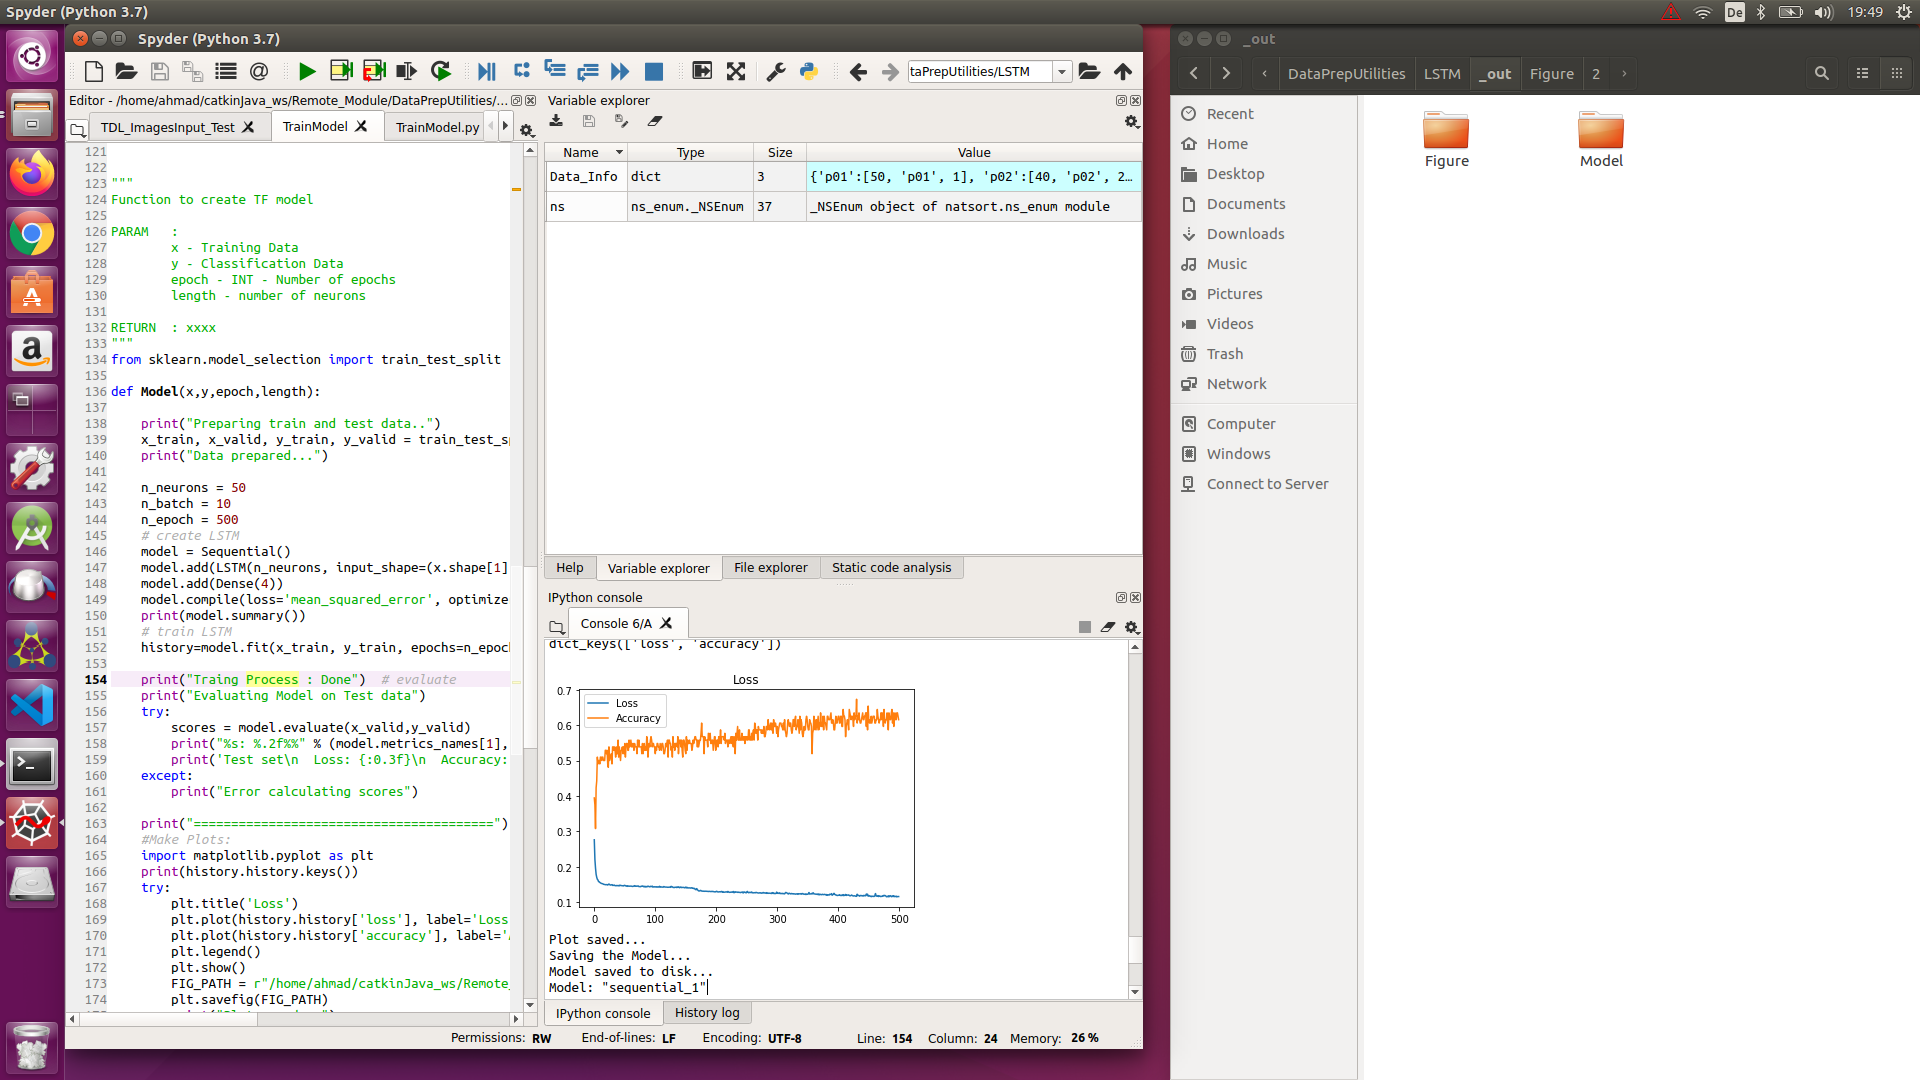 Spyder (Python 3.7)
De
19:49
Spyder (Python 3.7)
taPrepUtilities/LSTM
Editor - /home/ahmad/catkinJava_ws/Remote_Module/DataPrepUtilities/...
TDL_ImagesInput_Test
TrainModel
TrainModel.py
121
122
123 """
124 Function to create TF model
125
126 PARAM   :
127         x - Training Data
128         y - Classification Data
129         epoch - INT - Number of epochs
130         length - number of neurons
131
132 RETURN  : xxxx
133 """
134 from sklearn.model_selection import train_test_split
135
136 def Model(x,y,epoch,length):
137
138     print("Preparing train and test data..")
139     x_train, x_valid, y_train, y_valid = train_test_sp
140     print("Data prepared...")
141
142     n_neurons = 50
143     n_batch = 10
144     n_epoch = 500
145     # create LSTM
146     model = Sequential()
147     model.add(LSTM(n_neurons, input_shape=(x.shape[1]
148     model.add(Dense(4))
149     model.compile(loss='mean_squared_error', optimize
150     print(model.summary())
151     # train LSTM
152     history=model.fit(x_train, y_train, epochs=n_epoc
153
154     print("Traing Process : Done")  # evaluate
155     print("Evaluating Model on Test data")
156     try:
157         scores = model.evaluate(x_valid,y_valid)
158         print("%s: %.2f%%" % (model.metrics_names[1],
159         print('Test set\n  Loss: {:0.3f}\n  Accuracy:
160     except:
161         print("Error calculating scores")
162
163     print("========================================")
164     #Make Plots:
165     import matplotlib.pyplot as plt
166     print(history.history.keys())
167     try:
168         plt.title('Loss')
169         plt.plot(history.history['loss'], label='Loss
170         plt.plot(history.history['accuracy'], label='
171         plt.legend()
172         plt.show()
173         FIG_PATH = r"/home/ahmad/catkinJava_ws/Remote_
174         plt.savefig(FIG_PATH)
Variable explorer
Name Type Size Value
Data_Info dict 3 {'p01':[50, 'p01', 1], 'p02':[40, 'p02', 2...
ns ns_enum._NSEnum 37 _NSEnum object of natsort.ns_enum module
Help Variable explorer File explorer Static code analysis
IPython console
Console 6/A
dict_keys(['loss', 'accuracy'])
Loss
Loss
Accuracy
0.7
0.6
0.5
0.4
0.3
0.2
0.1
0 100 200 300 400 500
Plot saved...
Saving the Model...
Model saved to disk...
Model: "sequential_1"
IPython console History log
Permissions: RW End-of-lines: LF Encoding: UTF-8 Line: 154 Column: 24 Memory: 26 %
_out
DataPrepUtilities LSTM _out Figure 2
Recent
Home
Desktop
Documents
Downloads
Music
Pictures
Videos
Trash
Network
Computer
Windows
Connect to Server
Figure
Model